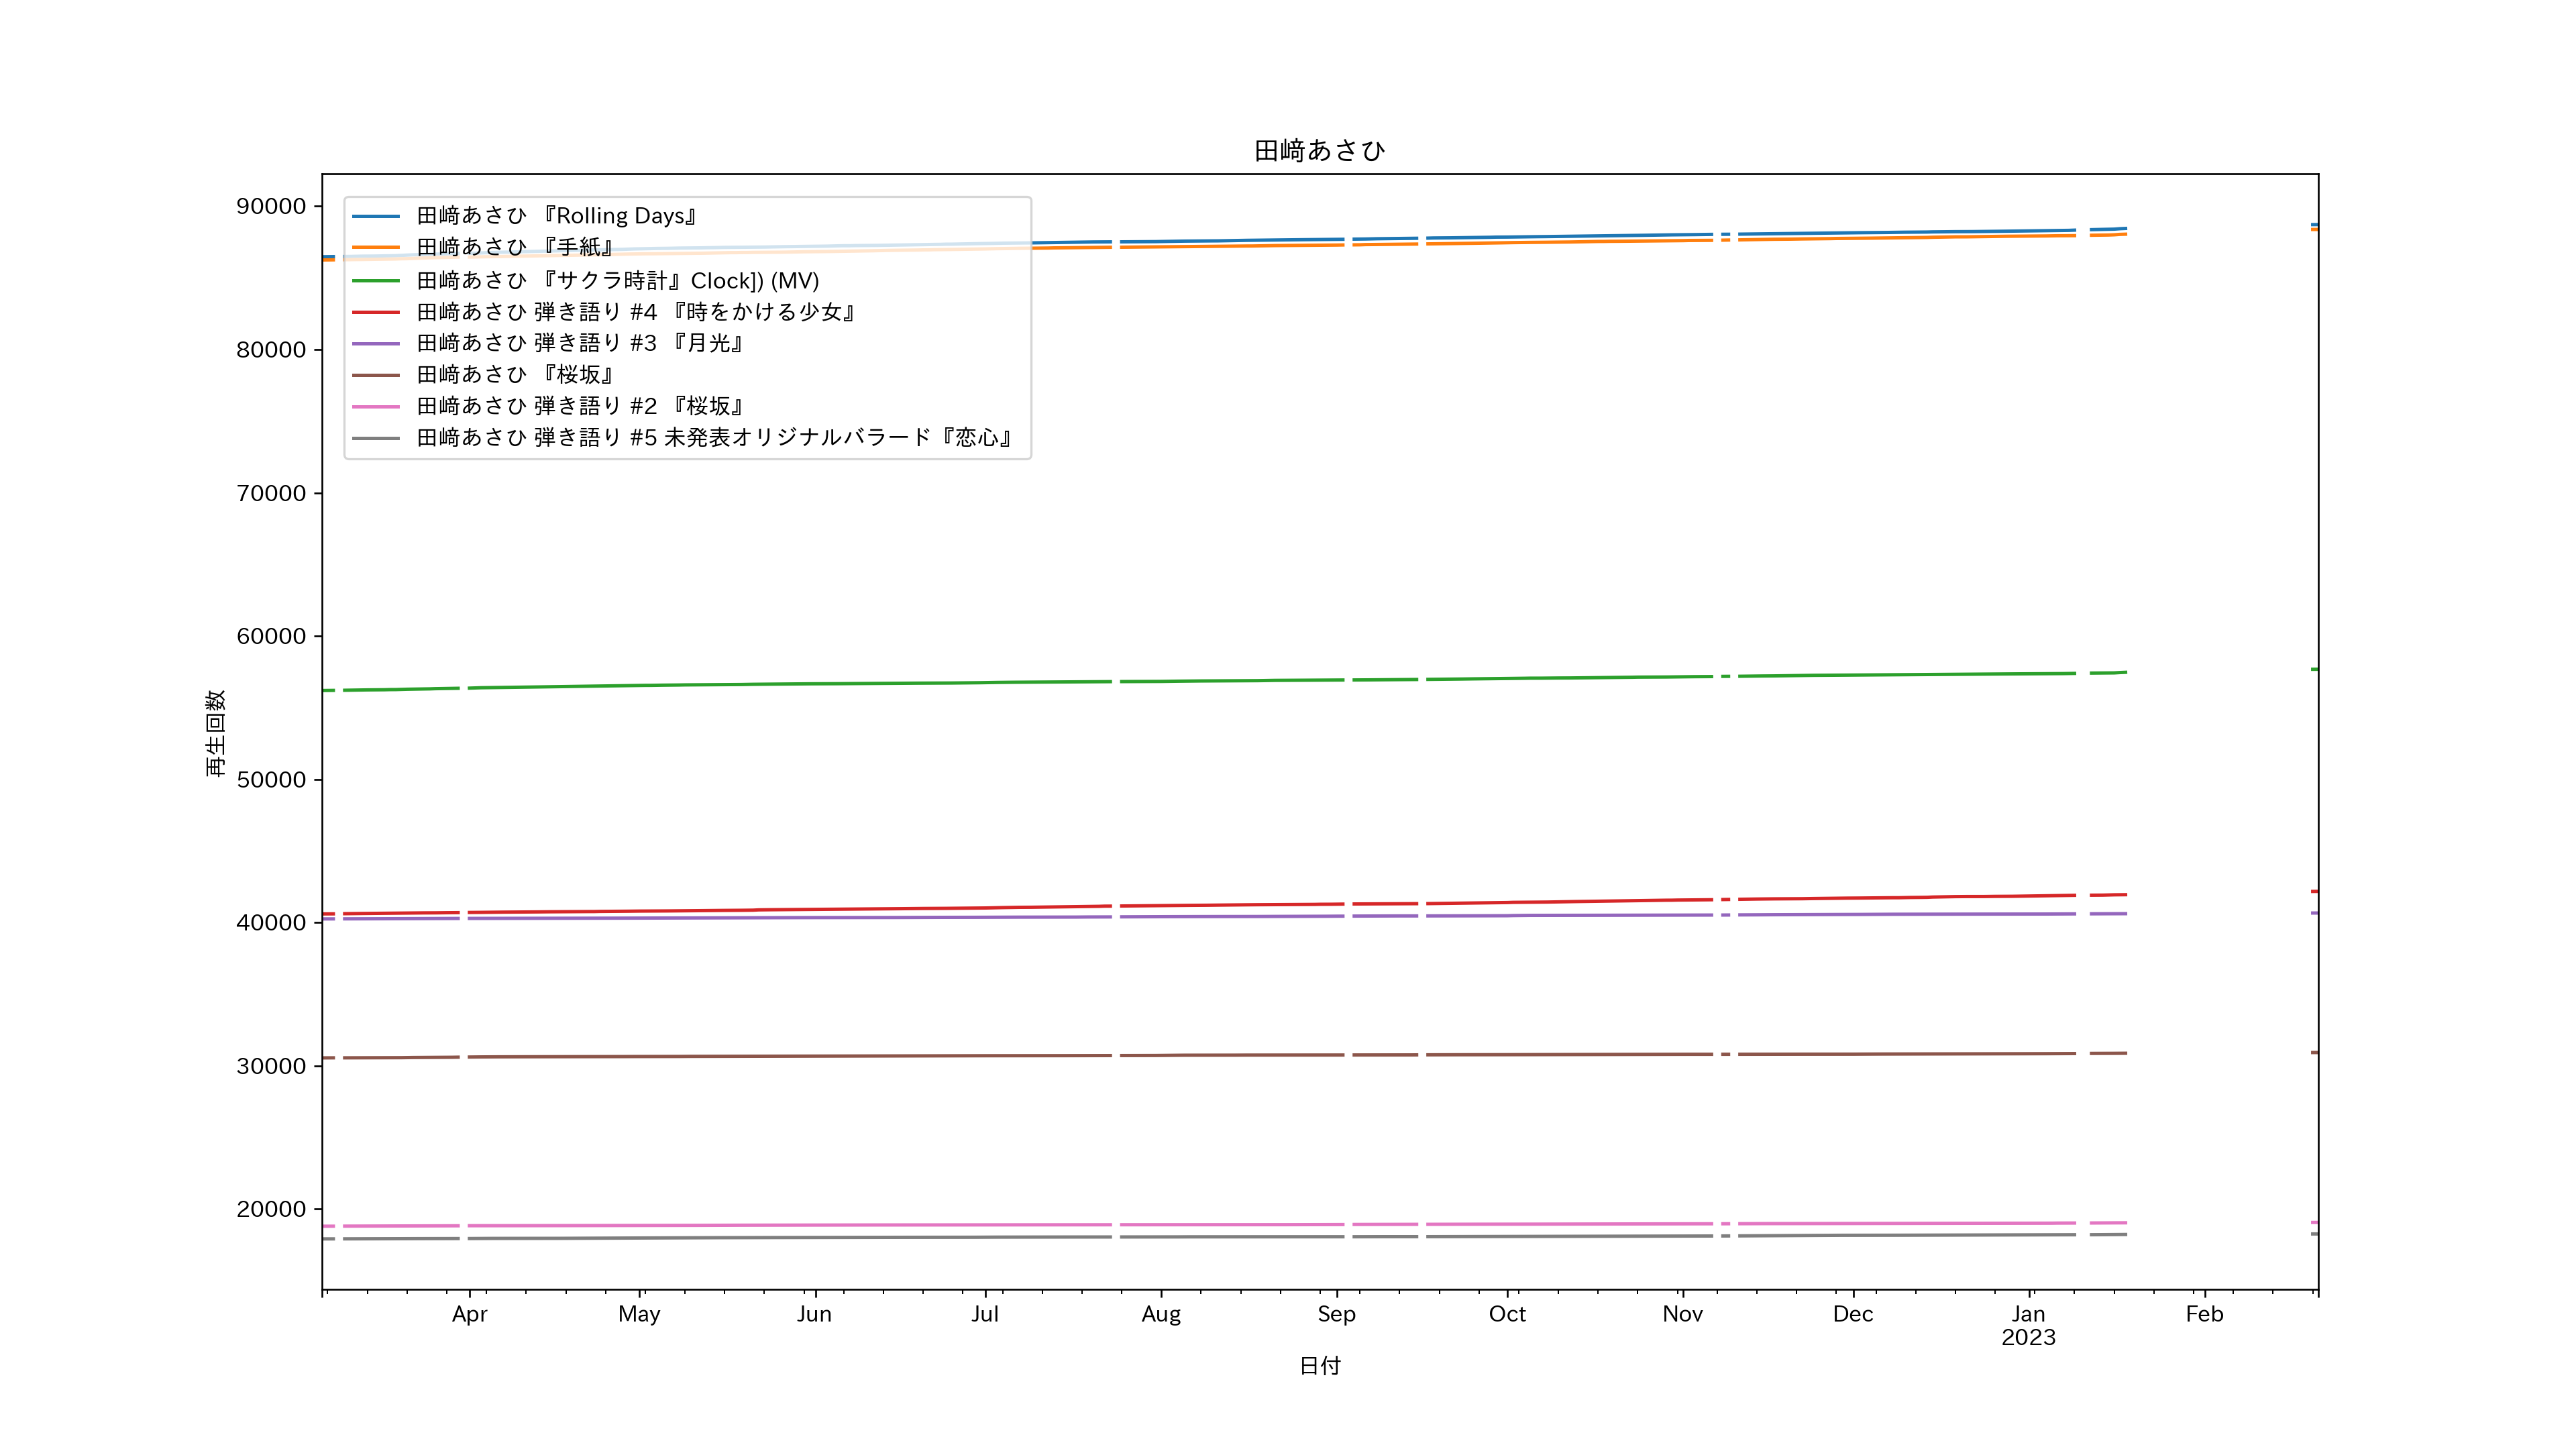 田﨑あさひ
田﨑あさひ 『Rolling Days』
田﨑あさひ 『手紙』
田﨑あさひ 『サクラ時計』Clock]) (MV)
田﨑あさひ 弾き語り #4 『時をかける少女』
田﨑あさひ 弾き語り #3 『月光』
田﨑あさひ 『桜坂』
田﨑あさひ 弾き語り #2 『桜坂』
田﨑あさひ 弾き語り #5 未発表オリジナルバラード『恋心』
90000
80000
70000
60000
50000
40000
30000
20000
再生回数
Apr May Jun Jul Aug Sep Oct Nov Dec Jan Feb
2023
日付